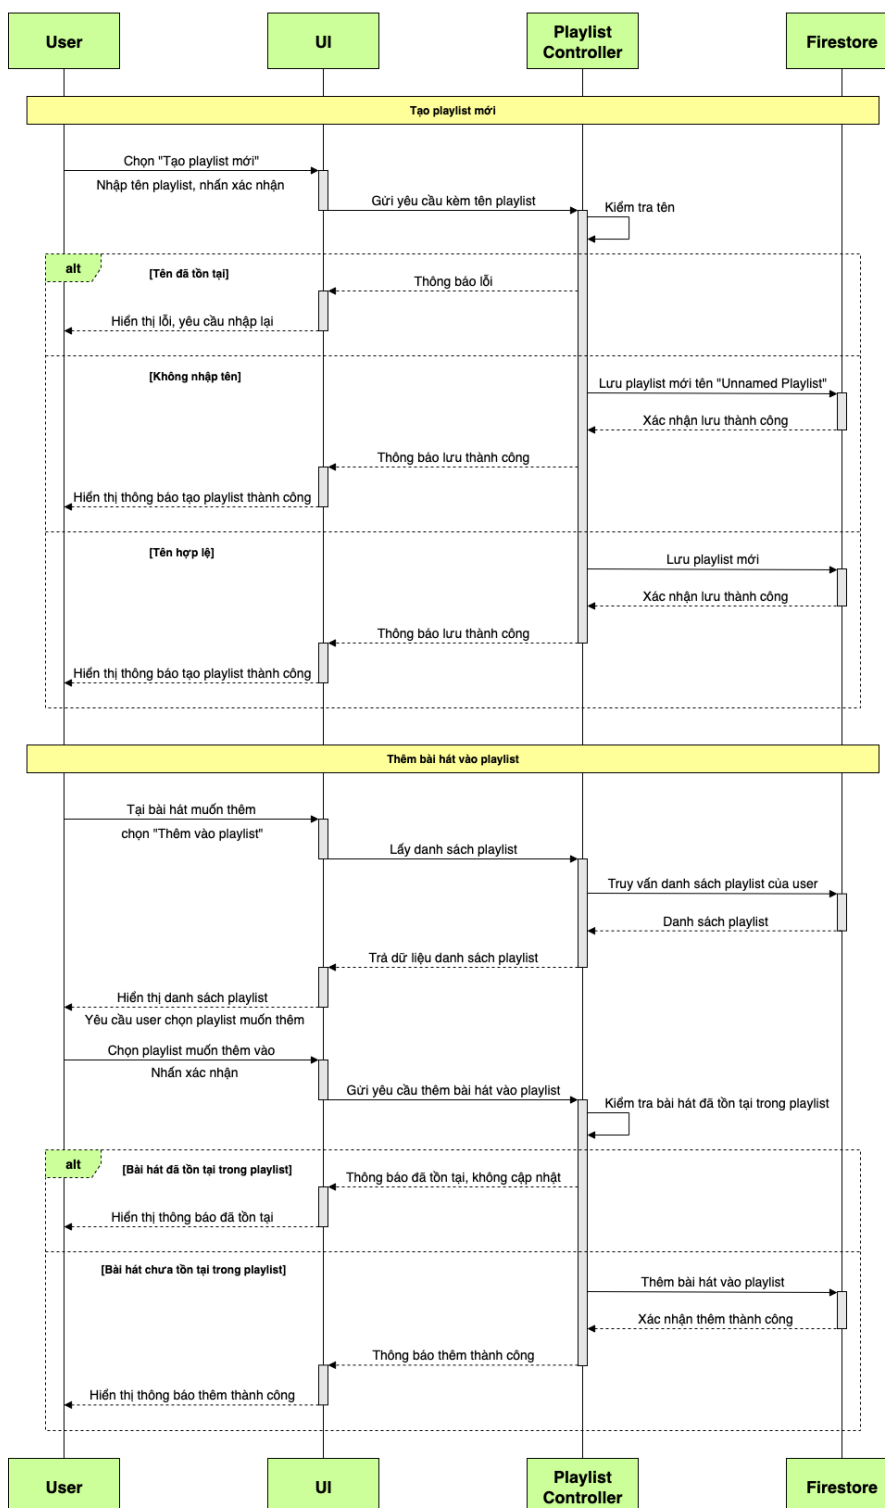 User
UI
Playlist
Controller
Firestore
Tạo playlist mới
Chọn "Tạo playlist mới"
Nhập tên playlist, nhấn xác nhận
Gửi yêu cầu kèm tên playlist
Kiểm tra tên
alt
[Tên đã tồn tại]
Thông báo lỗi
Hiển thị lỗi, yêu cầu nhập lại
[Không nhập tên]
Lưu playlist mới tên "Unnamed Playlist"
Xác nhận lưu thành công
Thông báo lưu thành công
Hiển thị thông báo tạo playlist thành công
[Tên hợp lệ]
Lưu playlist mới
Xác nhận lưu thành công
Thông báo lưu thành công
Hiển thị thông báo tạo playlist thành công
Thêm bài hát vào playlist
Tại bài hát muốn thêm
chọn "Thêm vào playlist"
Lấy danh sách playlist
Truy vấn danh sách playlist của user
Danh sách playlist
Trả dữ liệu danh sách playlist
Hiển thị danh sách playlist
Yêu cầu user chọn playlist muốn thêm
Chọn playlist muốn thêm vào
Nhấn xác nhận
Gửi yêu cầu thêm bài hát vào playlist
Kiểm tra bài hát đã tồn tại trong playlist
alt
[Bài hát đã tồn tại trong playlist]
Thông báo đã tồn tại, không cập nhật
Hiển thị thông báo đã tồn tại
[Bài hát chưa tồn tại trong playlist]
Thêm bài hát vào playlist
Xác nhận thêm thành công
Thông báo thêm thành công
Hiển thị thông báo thêm thành công
User
UI
Playlist
Controller
Firestore